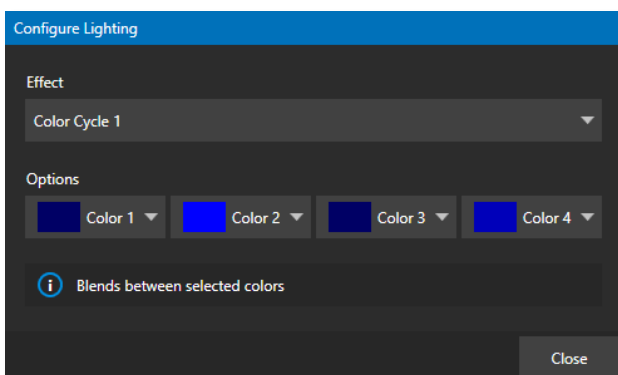 Configure Lighting
Effect
Color Cycle 1
Options
Color 1 Color 2 Color 3 Color 4
Blends between selected colors
Close